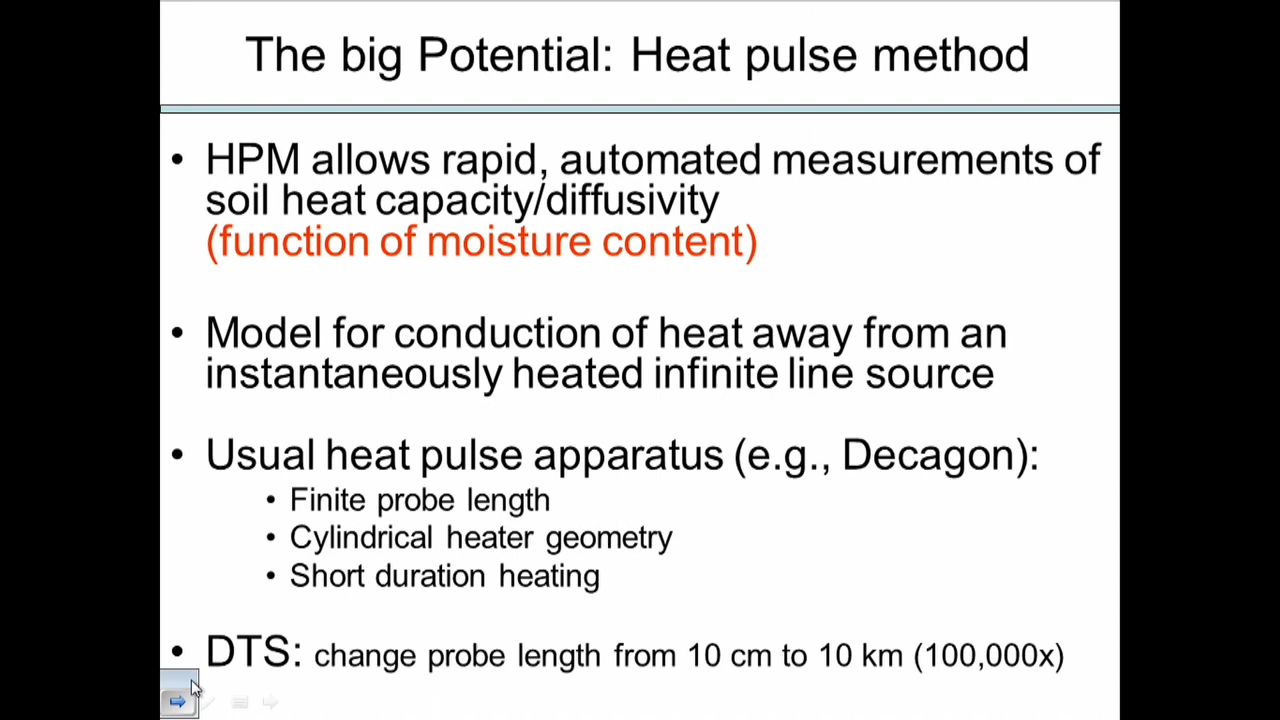 The big Potential: Heat pulse method
• HPM allows rapid, automated measurements of
soil heat capacity/diffusivity
(function of moisture content)
• Model for conduction of heat away from an
instantaneously heated infinite line source
• Usual heat pulse apparatus (e.g., Decagon):
• Finite probe length
• Cylindrical heater geometry
• Short duration heating
• DTS: change probe length from 10 cm to 10 km (100,000x)